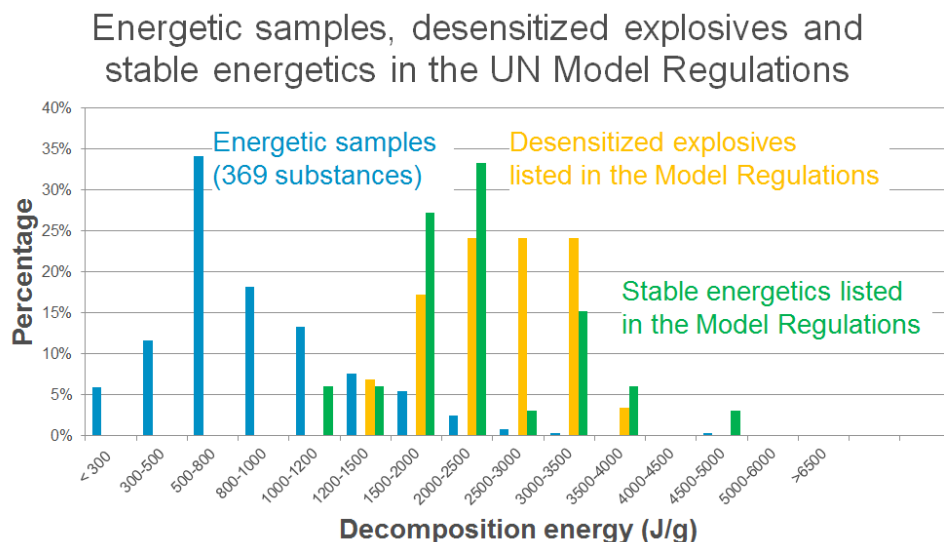 Energetic samples, desensitized explosives and
stable energetics in the UN Model Regulations
40%
35%
30%
25%
20%
15%
10%
5%
0%
Percentage
Energetic samples
(369 substances)
Desensitized explosives
listed in the Model Regulations
Stable energetics listed
in the Model Regulations
< 300
300-500
500-800
800-1000
1000-1200
1200-1500
1500-2000
2000-2500
2500-3000
3000-3500
3500-4000
4000-4500
4500-5000
5000-6000
>6500
Decomposition energy (J/g)